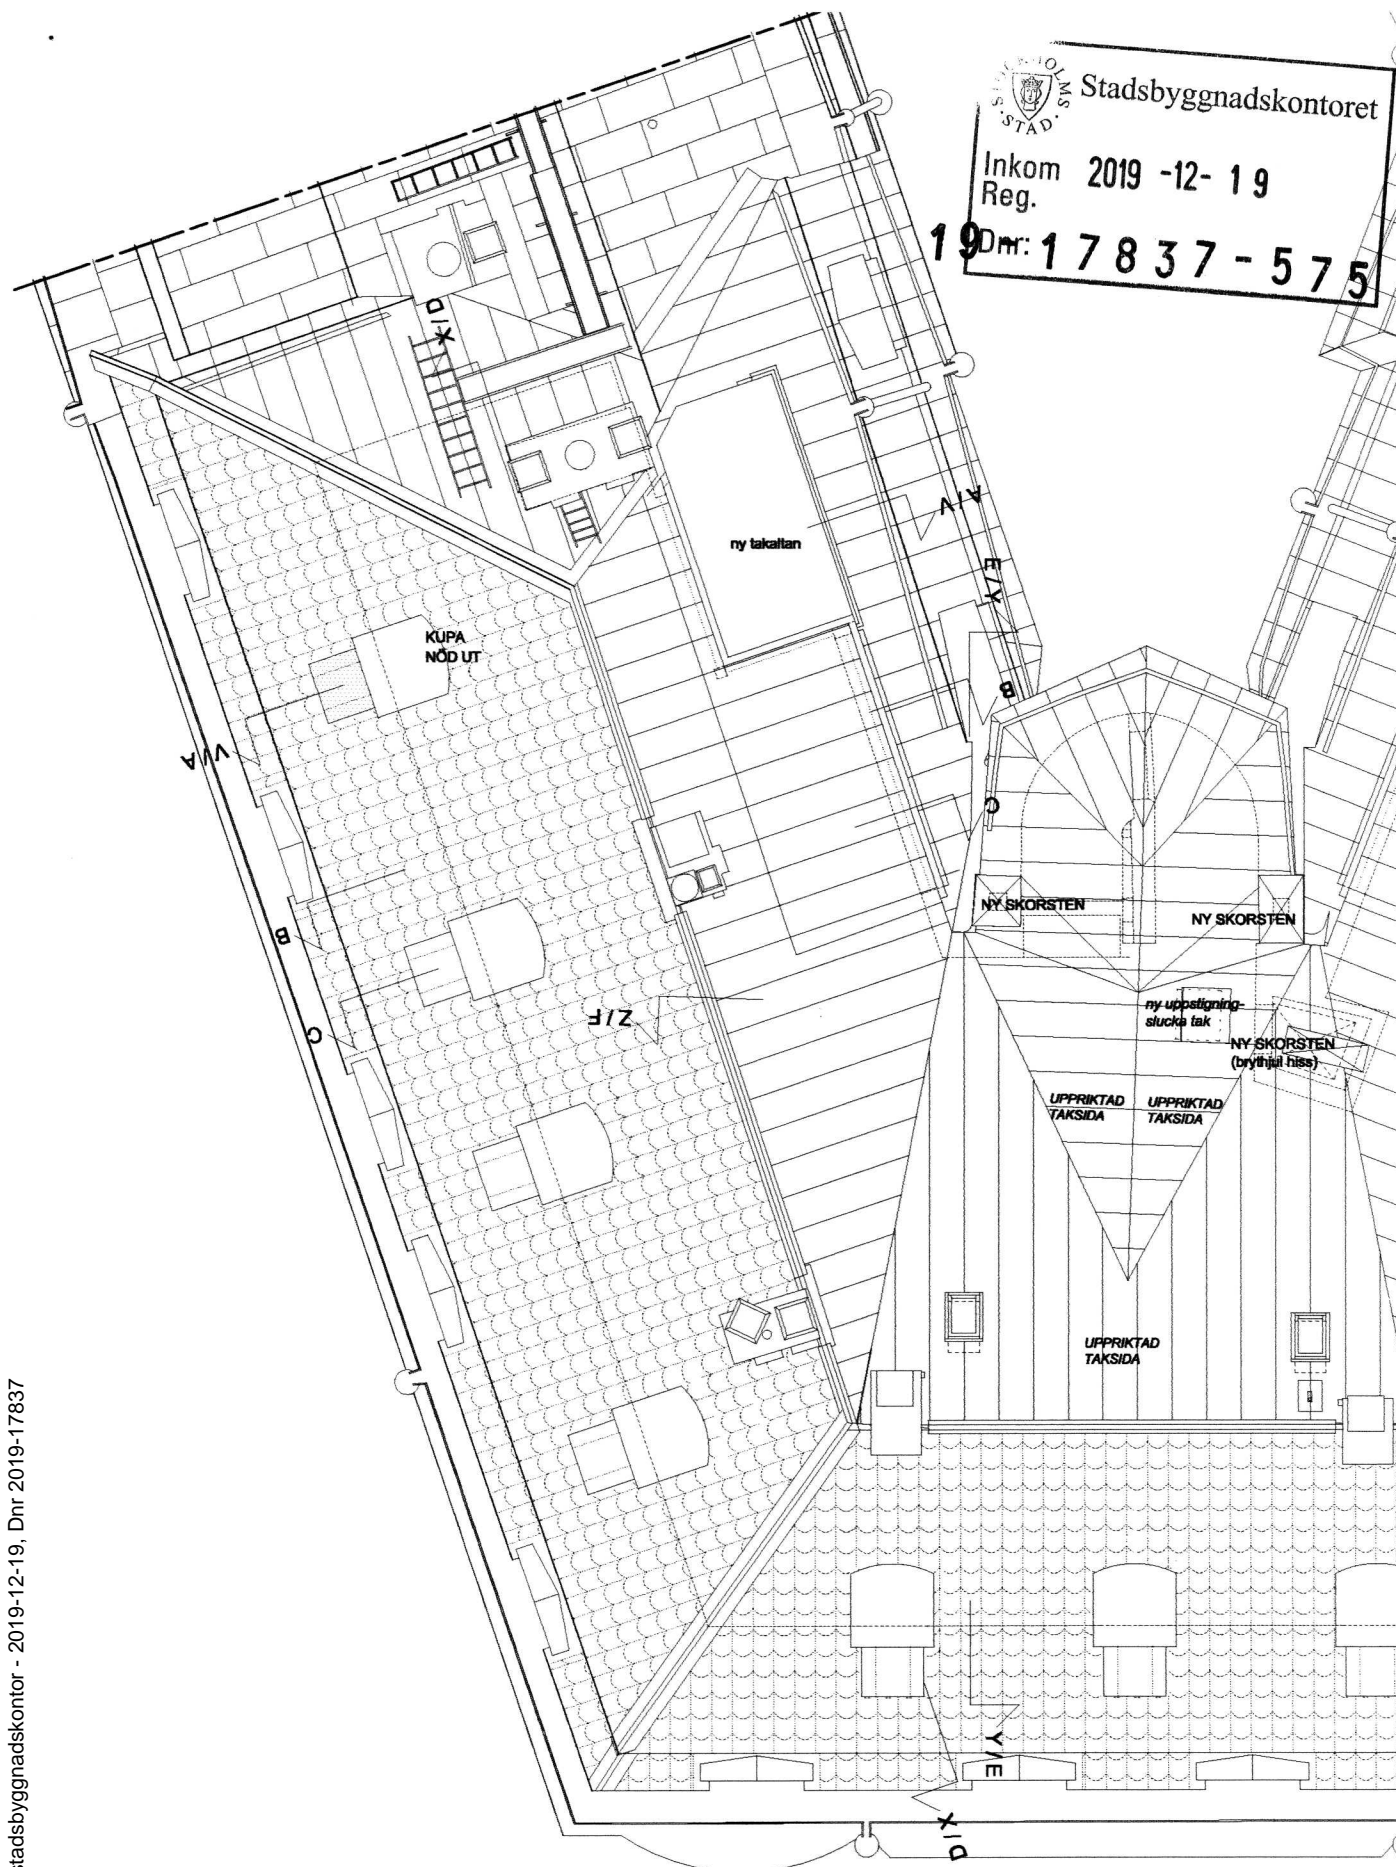 STOCKHOLMS STAD
Stadsbyggnadskontoret
Inkom 2019 -12- 19
Reg.
19 - Dnr: 17837-575
X/D
ny takaltan
A/V
E/Y
KUPA
NÖD UT
B
V/A
C
NY SKORSTEN
NY SKORSTEN
B
ny uppstigning-
slucka tak
Z/F
C
NY SKORSTEN
(brythjul hiss)
UPPRIKTAD
TAKSIDA
UPPRIKTAD
TAKSIDA
UPPRIKTAD
TAKSIDA
Y/E
X/D
stadsbyggnadskontor - 2019-12-19, Dnr 2019-17837